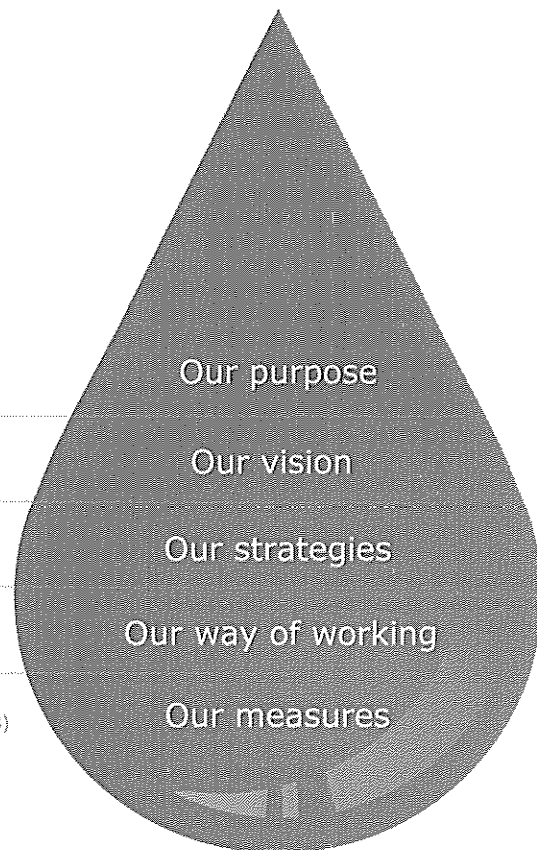 Our purpose
Our vision
Our strategies
Our way of working
Our measures